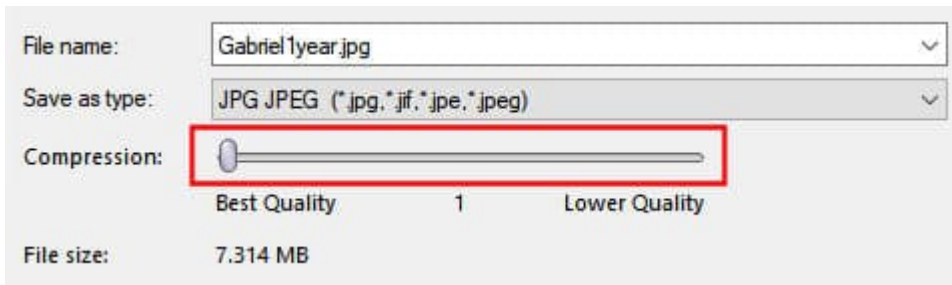 File name: Gabriel1year.jpg
Save as type: JPG JPEG (*.jpg,*.jif,*.jpe,*.jpeg)
Compression:
Best Quality 1 Lower Quality
File size: 7.314 MB